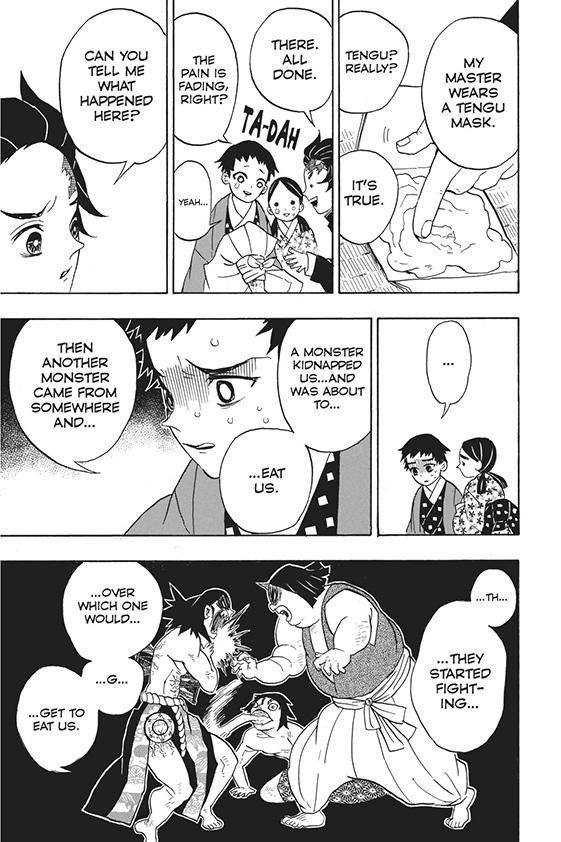 MY
MASTER
WEARS
A TENGU
MASK.
TENGU?
REALLY?
IT'S
TRUE.
THERE.
ALL
DONE.
THE
PAIN IS
FADING,
RIGHT?
TA-DAH
YEAH...
CAN YOU
TELL ME
WHAT
HAPPENED
HERE?
...
A MONSTER
KIDNAPPED
US...AND
WAS ABOUT
TO...
...EAT
US.
THEN
ANOTHER
MONSTER
CAME FROM
SOMEWHERE
AND...
...TH...
...THEY
STARTED
FIGHT-
ING...
...OVER
WHICH ONE
WOULD...
...G...
...GET TO
EAT US.